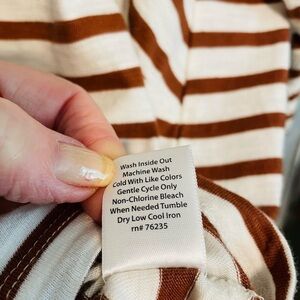 Wash Inside Out
Machine Wash
Cold With Like Colors
Gentle Cycle Only
Non-Chlorine Bleach
When Needed Tumble
Dry Low Cool Iron
rn# 76235